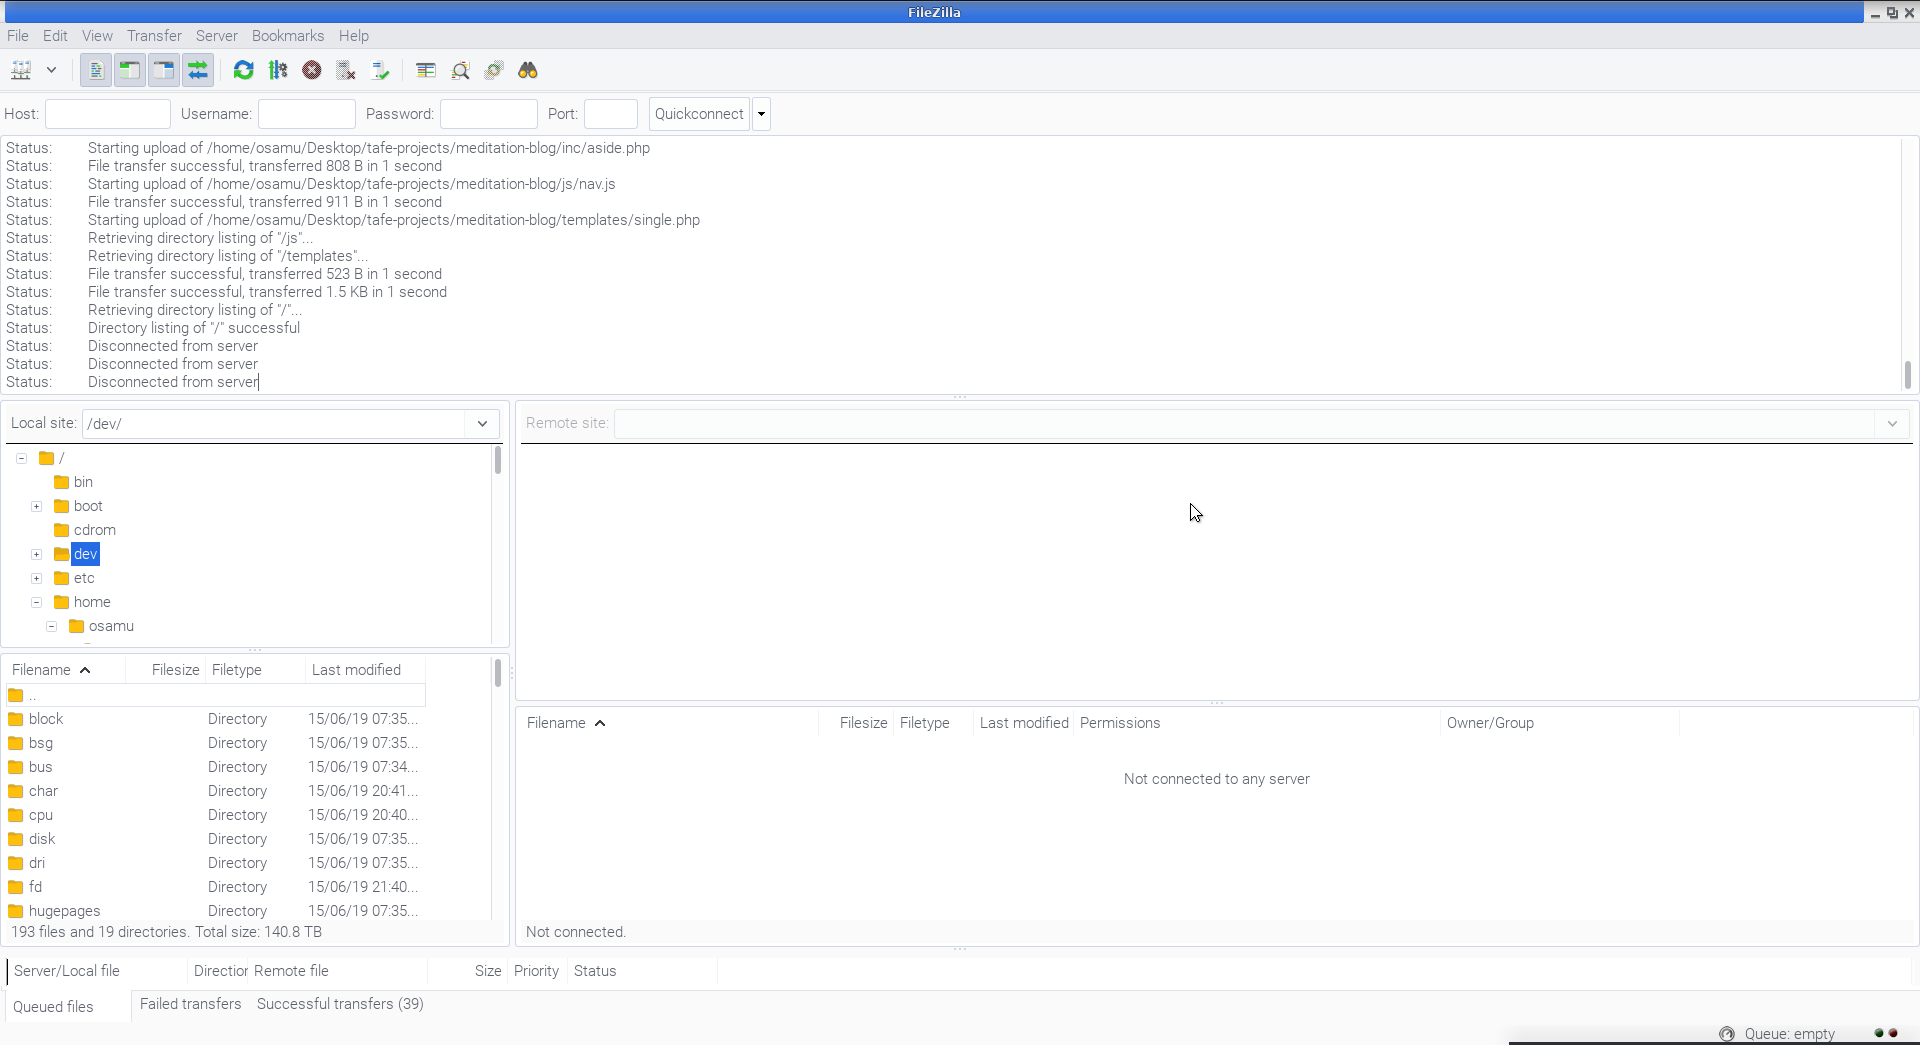 FileZilla
File Edit View Transfer Server Bookmarks Help
Host: Username: Password: Port: Quickconnect
Status: Starting upload of /home/osamu/Desktop/tafe-projects/meditation-blog/inc/aside.php
Status: File transfer successful, transferred 808 B in 1 second
Status: Starting upload of /home/osamu/Desktop/tafe-projects/meditation-blog/js/nav.js
Status: File transfer successful, transferred 911 B in 1 second
Status: Starting upload of /home/osamu/Desktop/tafe-projects/meditation-blog/templates/single.php
Status: Retrieving directory listing of "/js"...
Status: Retrieving directory listing of "/templates"...
Status: File transfer successful, transferred 523 B in 1 second
Status: File transfer successful, transferred 1.5 KB in 1 second
Status: Retrieving directory listing of "/"...
Status: Directory listing of "/" successful
Status: Disconnected from server
Status: Disconnected from server
Status: Disconnected from server
Local site: /dev/
/
bin
boot
cdrom
dev
etc
home
osamu
Filename Filesize Filetype Last modified
..
block Directory 15/06/19 07:35...
bsg Directory 15/06/19 07:35...
bus Directory 15/06/19 07:34...
char Directory 15/06/19 20:41...
cpu Directory 15/06/19 20:40...
disk Directory 15/06/19 07:35...
dri Directory 15/06/19 07:35...
fd Directory 15/06/19 21:40...
hugepages Directory 15/06/19 07:35...
193 files and 19 directories. Total size: 140.8 TB
Remote site:
Filename Filesize Filetype Last modified Permissions Owner/Group
Not connected to any server
Not connected.
Server/Local file Direction Remote file Size Priority Status
Queued files Failed transfers Successful transfers (39)
Queue: empty